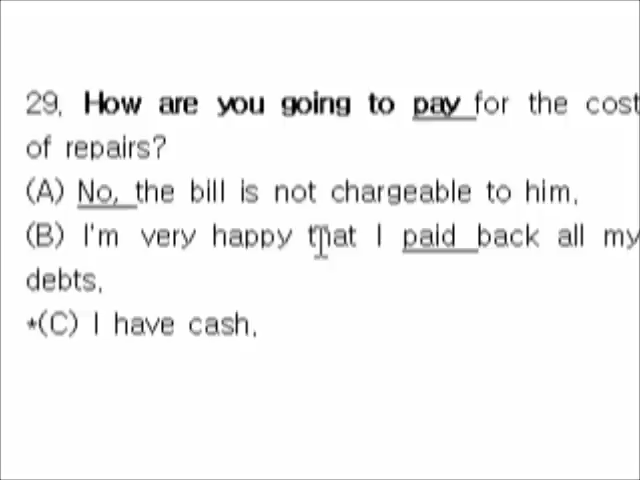 29. How are you going to pay for the cost
of repairs?
(A) No, the bill is not chargeable to him.
(B) I'm very happy that I paid back all my
debts.
*(C) I have cash.